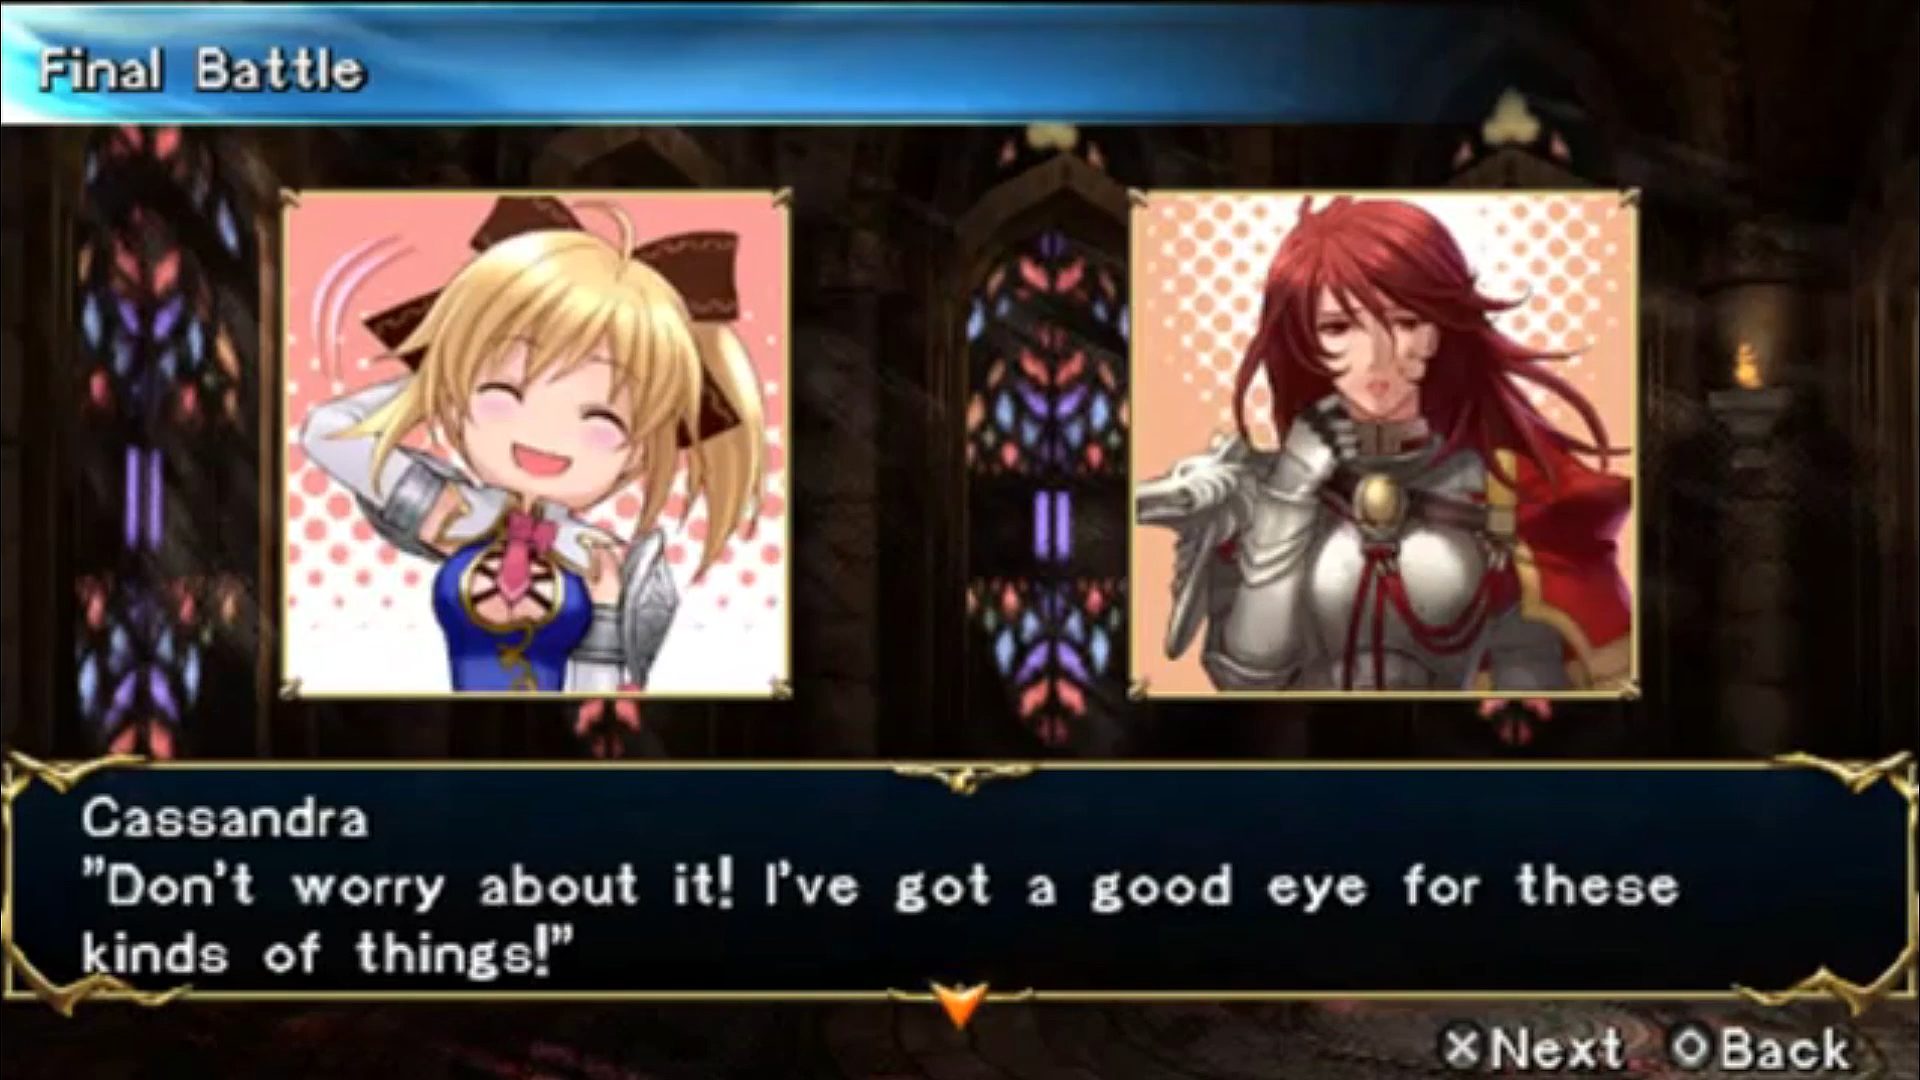 Final Battle
Cassandra
"Don't worry about it! I've got a good eye for these
kinds of things!"
Next Back